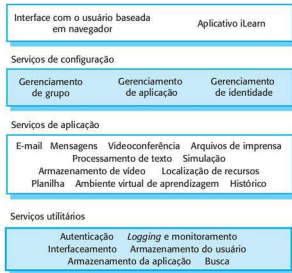 Interface com o usuário baseada Aplicativo iLearn
em navegador
Serviços de configuração
Gerenciamento Gerenciamento Gerenciamento
de grupo de aplicação de identidade
Serviços de aplicação
E-mail Mensagens Videoconferência Arquivos de imprensa
Processamento de texto Simulação
Armazenamento de vídeo Localização de recursos
Planilha Ambiente virtual de aprendizagem Histórico
Serviços utilitários
Autenticação Logging e monitoramento
Interfaceamento Armazenamento do usuário
Armazenamento da aplicação Busca